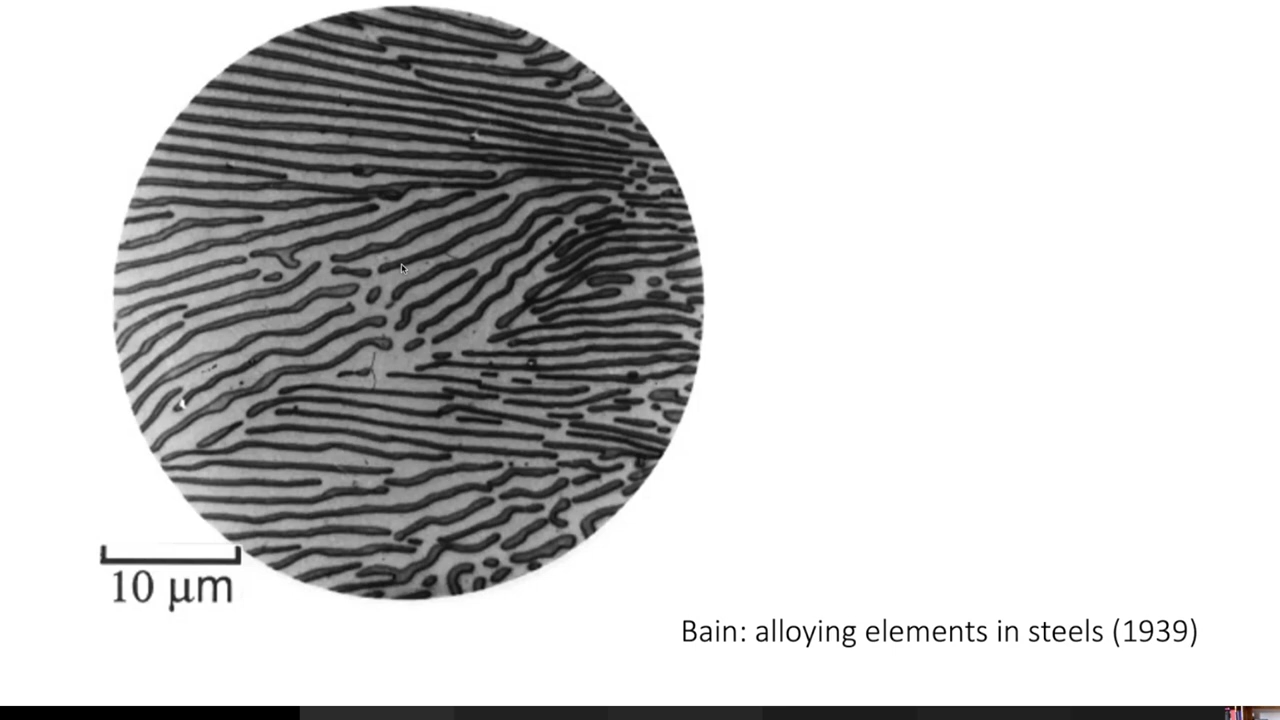 10 μm
Bain: alloying elements in steels (1939)